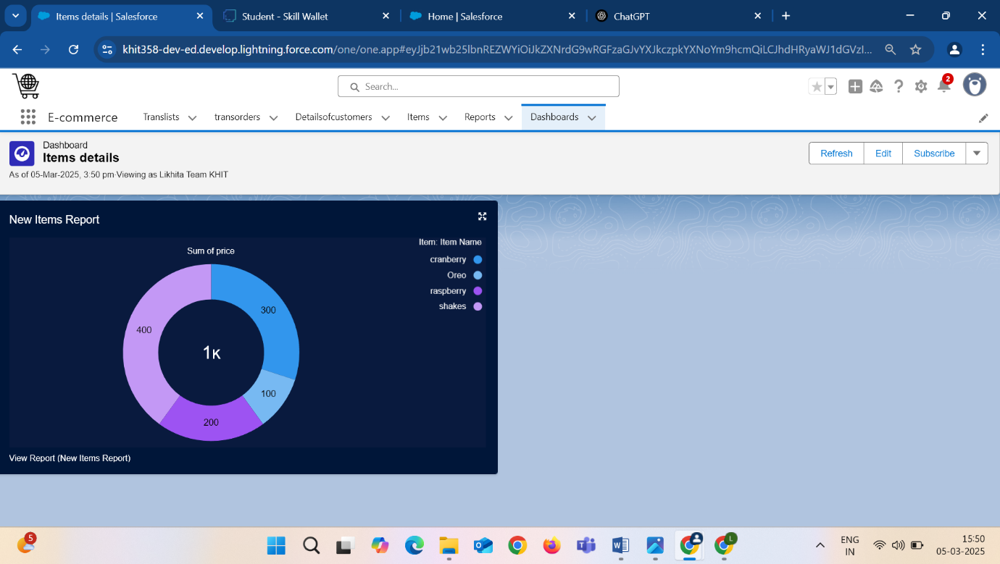 Items details | Salesforce
Student - Skill Wallet
Home | Salesforce
ChatGPT
khit358-dev-ed.develop.lightning.force.com/one/one.app#eyJjb21wb25lbnREZWYiOiJkZXNrdG9wRGFzaGJvYXJkczpkYXNoYm9hcmQiLCJhdHRyaWJ1dGVzI...
Search...
2
E-commerce Translists transorders Detailsofcustomers Items Reports Dashboards
Dashboard
Items details
As of 05-Mar-2025, 3:50 pm·Viewing as Likhita Team KHIT
Refresh Edit Subscribe
New Items Report
Item: Item Name
Sum of price
cranberry
Oreo
raspberry
shakes
300
400
1K
100
200
View Report (New Items Report)
5
L
ENG
IN
15:50
05-03-2025